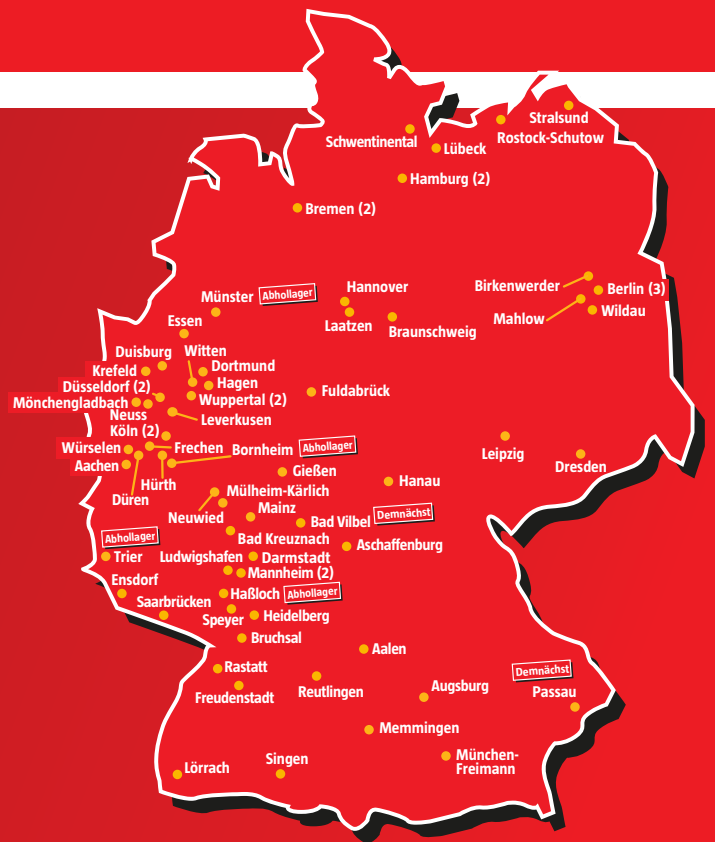 Stralsund
Schwentinental
Rostock-Schutow
Lübeck
Hamburg (2)
Bremen (2)
Birkenwerder
Hannover
Berlin (3)
Münster
Abhollager
Wildau
Mahlow
Essen
Laatzen
Braunschweig
Duisburg
Witten
Dortmund
Krefeld
Hagen
Düsseldorf (2)
Fuldabrück
Wuppertal (2)
Mönchengladbach
Neuss
Leverkusen
Köln (2)
Würselen
Frechen
Bornheim
Abhollager
Leipzig
Aachen
Dresden
Gießen
Hürth
Hanau
Düren
Mülheim-Kärlich
Mainz
Neuwied
Bad Vilbel
Demnächst
Bad Kreuznach
Abhollager
Aschaffenburg
Trier
Ludwigshafen
Darmstadt
Mannheim (2)
Ensdorf
Haßloch
Abhollager
Saarbrücken
Speyer
Heidelberg
Bruchsal
Aalen
Rastatt
Demnächst
Augsburg
Reutlingen
Passau
Freudenstadt
Memmingen
München-
Freimann
Singen
Lörrach